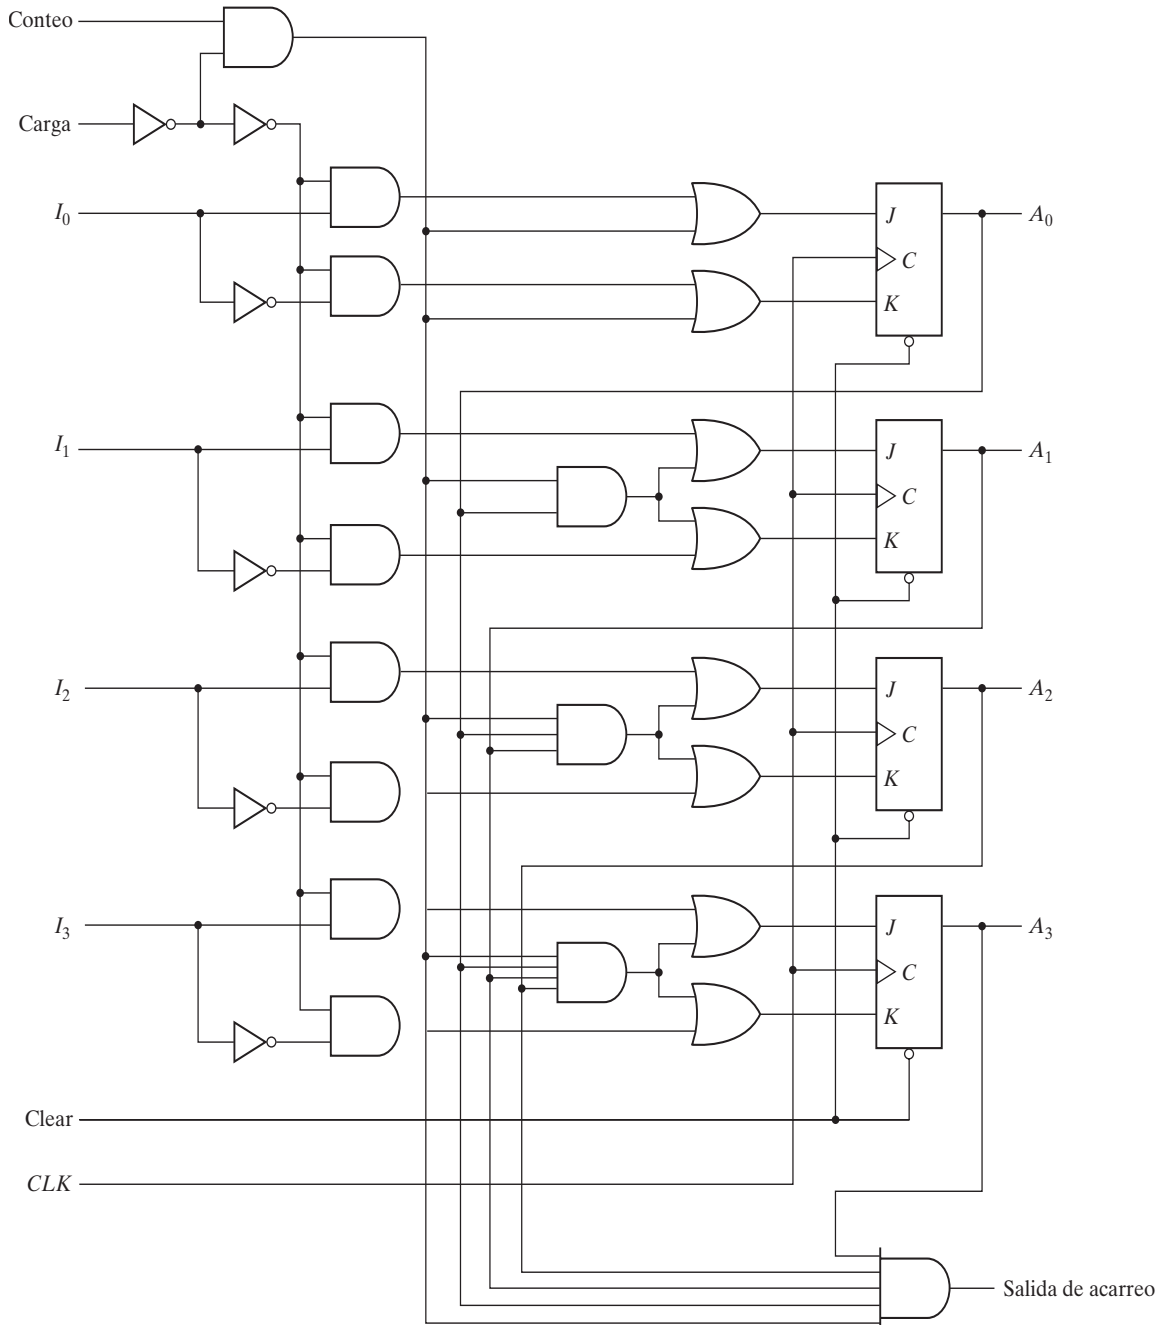 Conteo
Carga
I₀
J
A₀
C
K
I₁
J
A₁
C
K
I₂
J
A₂
C
K
I₃
J
A₃
C
K
Clear
CLK
Salida de acarreo